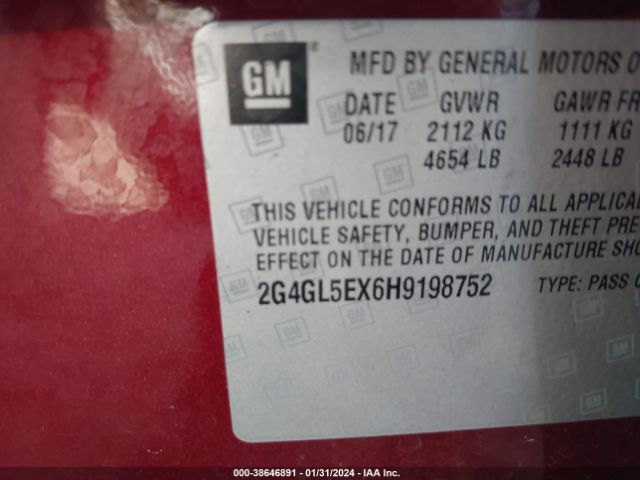 GM ®
MFD BY GENERAL MOTORS O
DATE GVWR GAWR FR
06/17 2112 KG 1111 KG
4654 LB 2448 LB
THIS VEHICLE CONFORMS TO ALL APPLICA
VEHICLE SAFETY, BUMPER, AND THEFT PRE
EFFECT ON THE DATE OF MANUFACTURE SHO
2G4GL5EX6H9198752 TYPE: PASS C
000-38646891 - 01/31/2024 - IAA Inc.